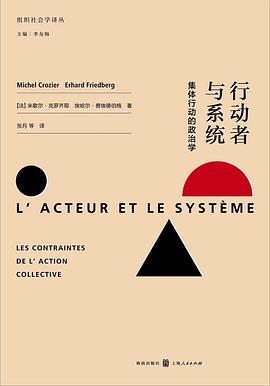 组织社会学译丛
主编:李友梅
Michel Crozier Erhard Friedberg
[法]米歇尔·克罗齐耶 埃哈尔·费埃德伯格 著
张月 等 译
行动者
与系统
集体行动的政治学
L' ACTEUR ET LE SYSTÈME
LES CONTRAINTES
DE L' ACTION
COLLECTIVE
格致出版社 上海人民出版社